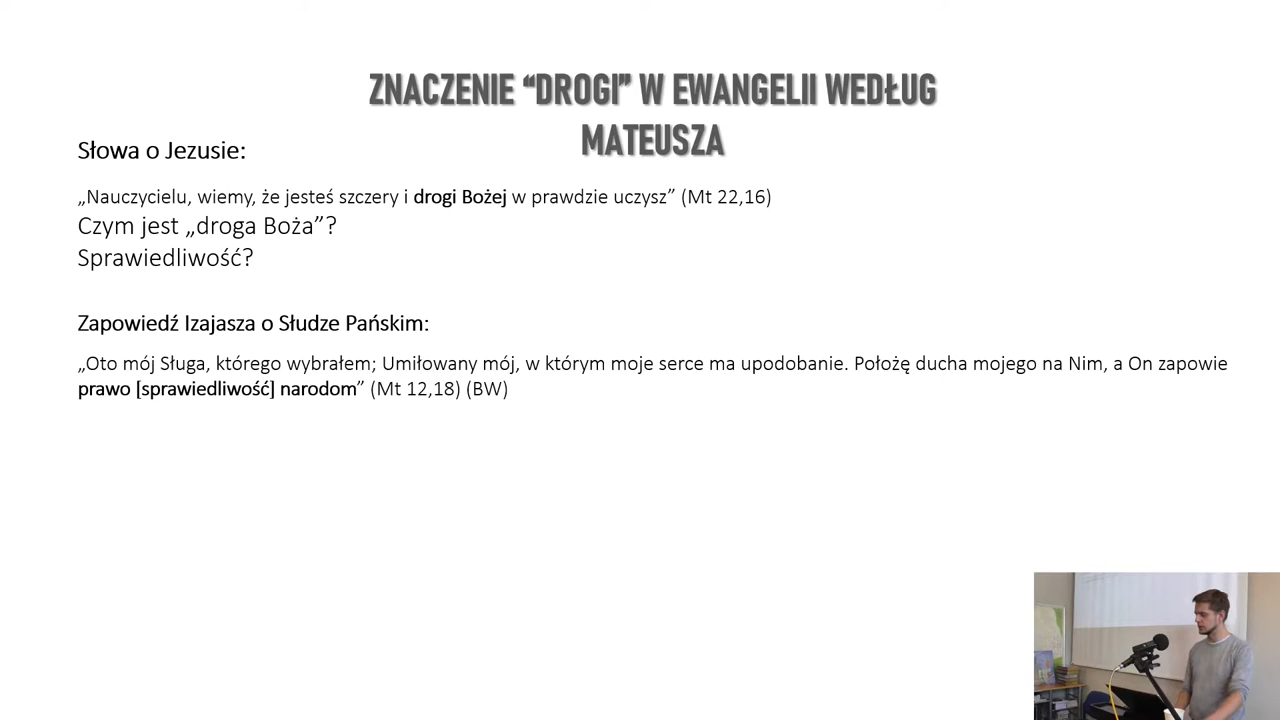 ZNACZENIE “DROGI” W EWANGELII WEDŁUG
MATEUSZA
Słowa o Jezusie:
„Nauczycielu, wiemy, że jesteś szczery i drogi Bożej w prawdzie uczysz” (Mt 22,16)
Czym jest „droga Boża”?
Sprawiedliwość?
Zapowiedź Izajasza o Słudze Pańskim:
„Oto mój Sługa, którego wybrałem; Umiłowany mój, w którym moje serce ma upodobanie. Położę ducha mojego na Nim, a On zapowie
prawo [sprawiedliwość] narodom” (Mt 12,18) (BW)